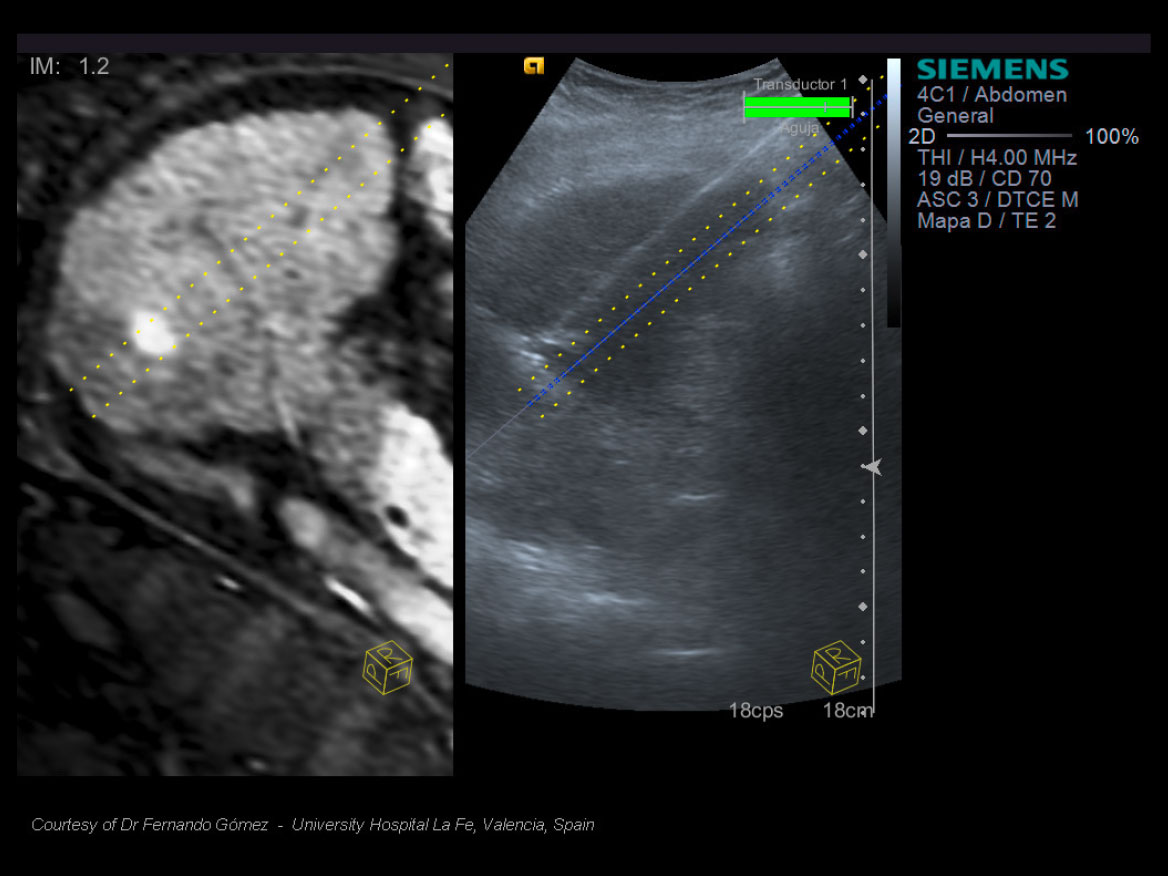 IM: 1.2
Transductor 1
Aguja
SIEMENS
4C1 / Abdomen
General
2D 100%
THI / H4.00 MHz
19 dB / CD 70
ASC 3 / DTCE M
Mapa D / TE 2
R
P F
R
P F
18cps 18cm
Courtesy of Dr Fernando Gómez - University Hospital La Fe, Valencia, Spain